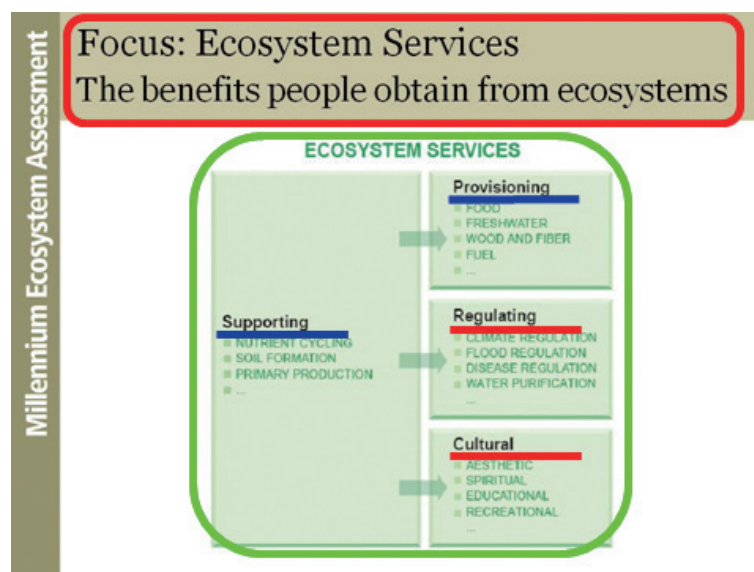 Millennium Ecosystem Assessment
Focus: Ecosystem Services
The benefits people obtain from ecosystems
ECOSYSTEM SERVICES
Supporting
NUTRIENT CYCLING
SOIL FORMATION
PRIMARY PRODUCTION
...
Provisioning
FOOD
FRESHWATER
WOOD AND FIBER
FUEL
...
Regulating
CLIMATE REGULATION
FLOOD REGULATION
DISEASE REGULATION
WATER PURIFICATION
...
Cultural
AESTHETIC
SPIRITUAL
EDUCATIONAL
RECREATIONAL
...